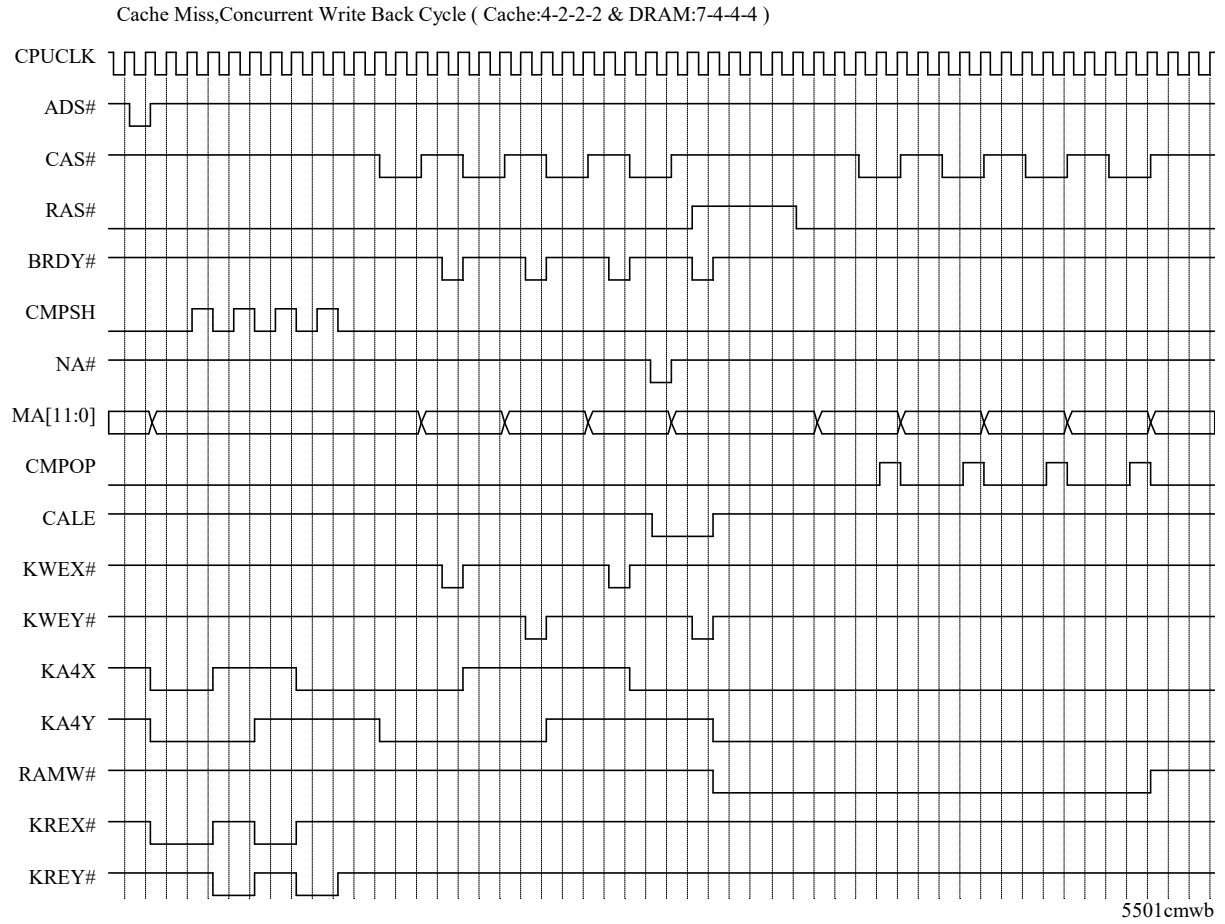 Cache Miss,Concurrent Write Back Cycle ( Cache:4-2-2-2 & DRAM:7-4-4-4 )
CPUCLK
ADS#
CAS#
RAS#
BRDY#
CMPSH
NA#
MA[11:0]
CMPOP
CALE
KWEX#
KWEY#
KA4X
KA4Y
RAMW#
KREX#
KREY#
5501cmwb